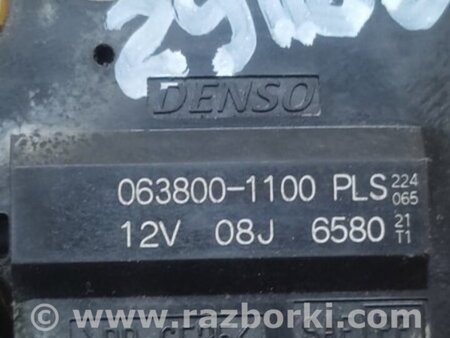 DENSO
063800-1100 PLS 224 065
12V 08J 6580 21 T1
www.razborki.com